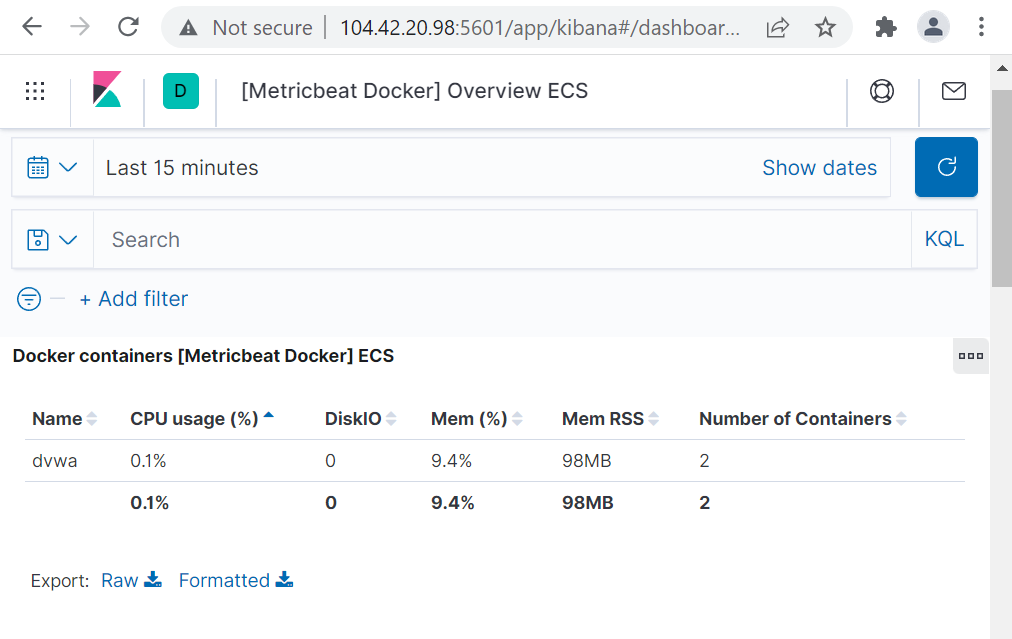 Not secure 104.42.20.98:5601/app/kibana#/dashboar...
D [Metricbeat Docker] Overview ECS
Last 15 minutes Show dates
Search KQL
+ Add filter
Docker containers [Metricbeat Docker] ECS
Name CPU usage (%) DiskIO Mem (%) Mem RSS Number of Containers
dvwa 0.1% 0 9.4% 98MB 2
0.1% 0 9.4% 98MB 2
Export: Raw Formatted